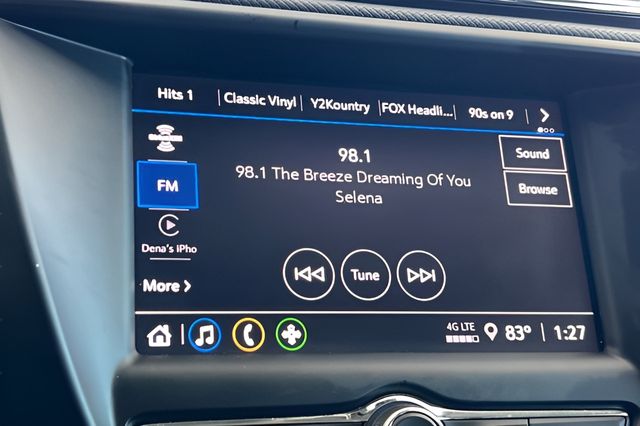 Hits 1 Classic Vinyl Y2Kountry FOX Headli... 90s on 9
98.1
98.1 The Breeze Dreaming Of You
Selena
Sound
Browse
FM
Dena's iPho
More
Tune
4G LTE 83° 1:27